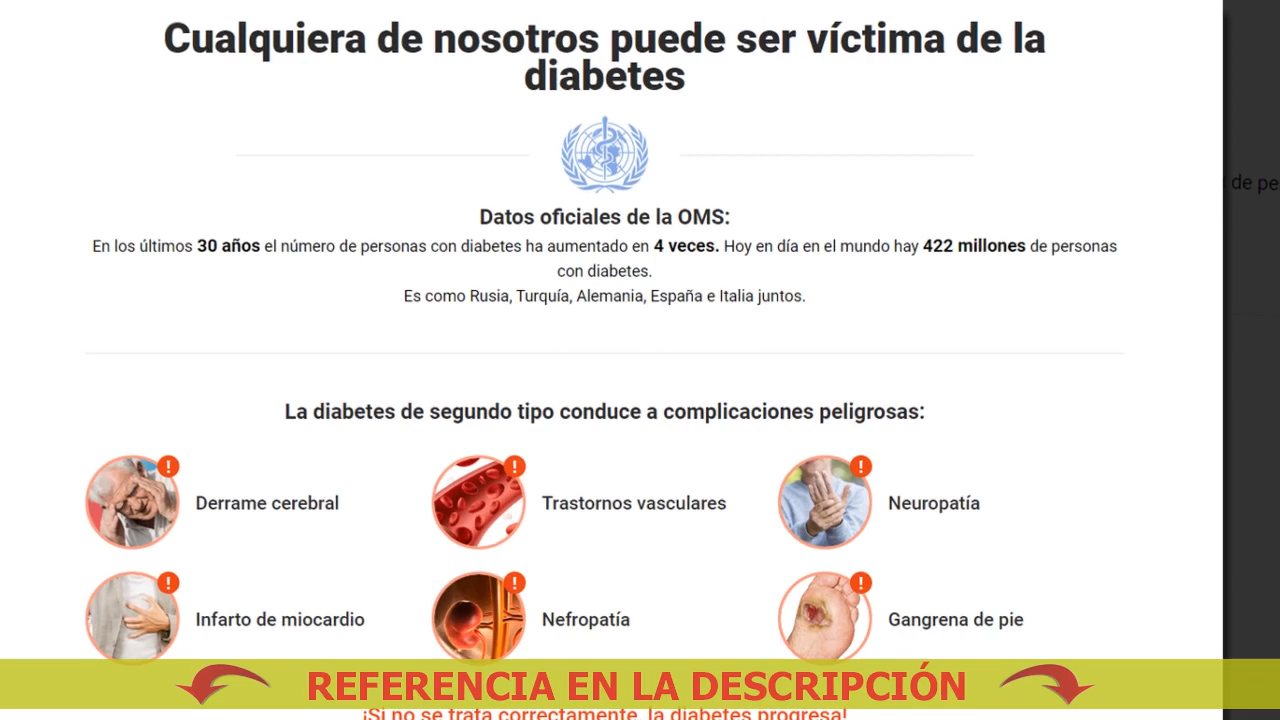 Cualquiera de nosotros puede ser víctima de la
diabetes
Datos oficiales de la OMS:
En los últimos 30 años el número de personas con diabetes ha aumentado en 4 veces. Hoy en día en el mundo hay 422 millones de personas
con diabetes.
Es como Rusia, Turquía, Alemania, España e Italia juntos.
de pe
La diabetes de segundo tipo conduce a complicaciones peligrosas:
! ! !
Derrame cerebral Trastornos vasculares Neuropatía
! ! !
Infarto de miocardio Nefropatía Gangrena de pie
REFERENCIA EN LA DESCRIPCIÓN
¡Si no se trata correctamente, la diabetes progresa!